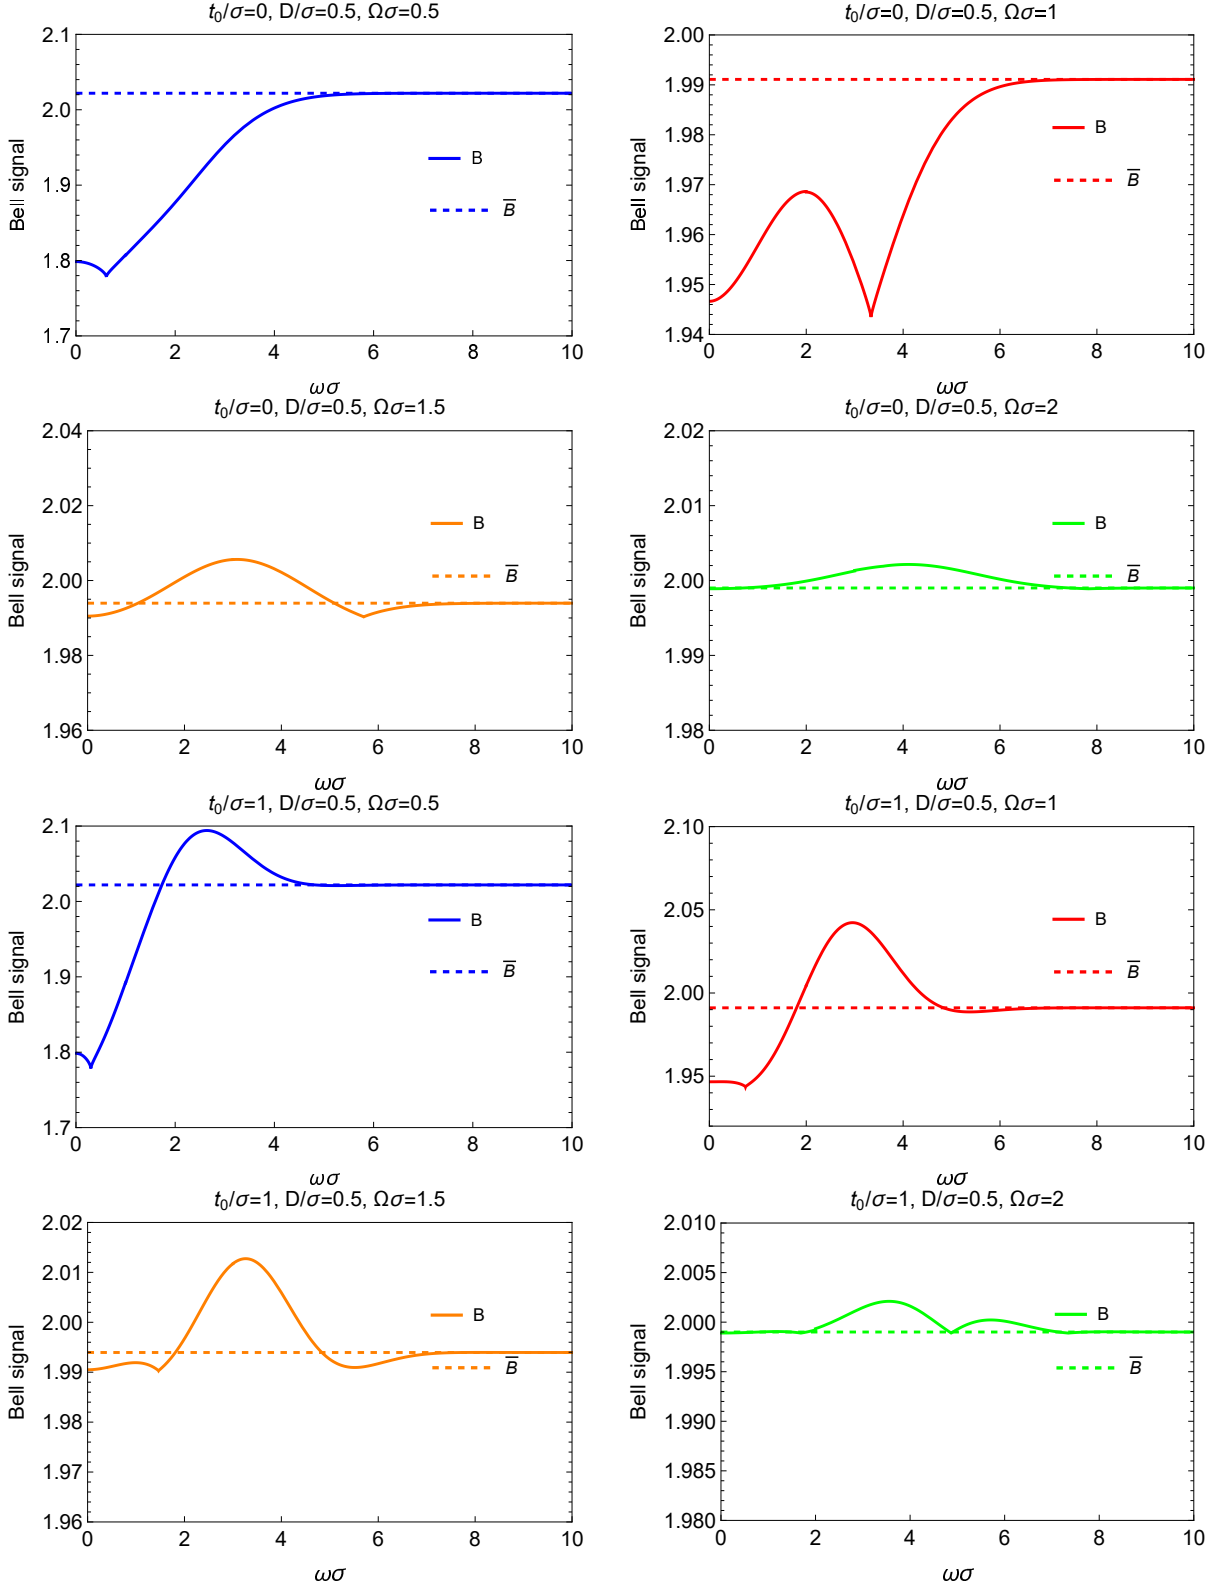 t₀/σ=0, D/σ=0.5, Ωσ=0.5
2.1
2.0
1.9
1.8
1.7
0 2 4 6 8 10
Bell signal
ωσ
B
B̅
t₀/σ=0, D/σ=0.5, Ωσ=1
2.00
1.99
1.98
1.97
1.96
1.95
1.94
0 2 4 6 8 10
Bell signal
ωσ
B
B̅
t₀/σ=0, D/σ=0.5, Ωσ=1.5
2.04
2.02
2.00
1.98
1.96
0 2 4 6 8 10
Bell signal
ωσ
B
B̅
t₀/σ=0, D/σ=0.5, Ωσ=2
2.02
2.01
2.00
1.99
1.98
0 2 4 6 8 10
Bell signal
ωσ
B
B̅
t₀/σ=1, D/σ=0.5, Ωσ=0.5
2.1
2.0
1.9
1.8
1.7
0 2 4 6 8 10
Bell signal
ωσ
B
B̅
t₀/σ=1, D/σ=0.5, Ωσ=1
2.10
2.05
2.00
1.95
0 2 4 6 8 10
Bell signal
ωσ
B
B̅
t₀/σ=1, D/σ=0.5, Ωσ=1.5
2.02
2.01
2.00
1.99
1.98
1.97
1.96
0 2 4 6 8 10
Bell signal
ωσ
B
B̅
t₀/σ=1, D/σ=0.5, Ωσ=2
2.010
2.005
2.000
1.995
1.990
1.985
1.980
0 2 4 6 8 10
Bell signal
ωσ
B
B̅